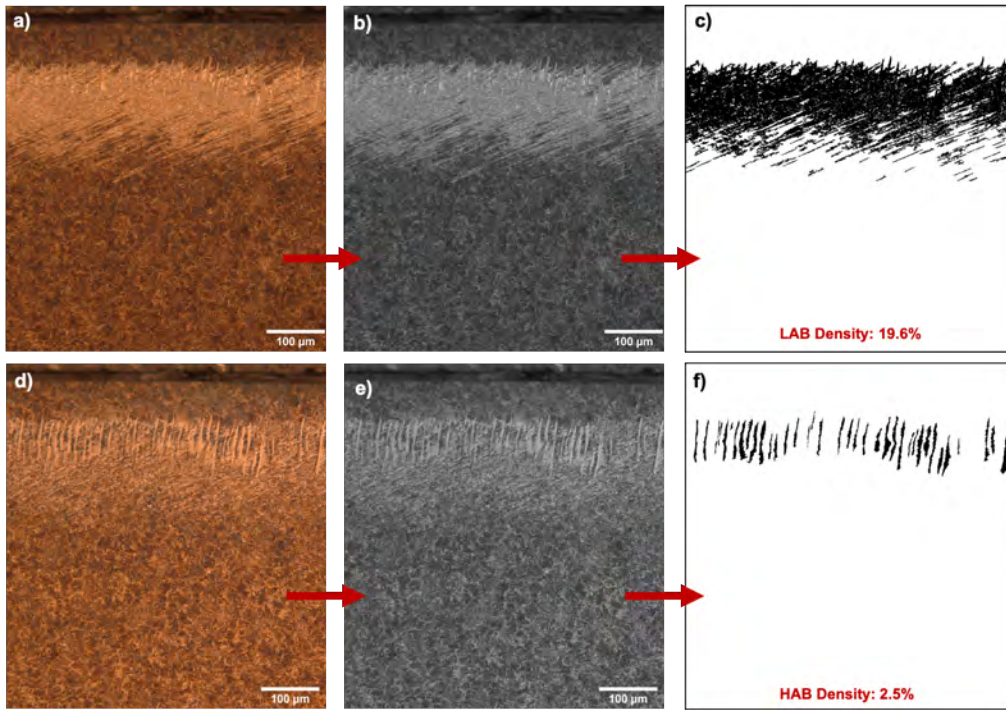 a)
b)
c)
100 µm
100 µm
LAB Density: 19.6%
d)
e)
f)
100 µm
100 µm
HAB Density: 2.5%